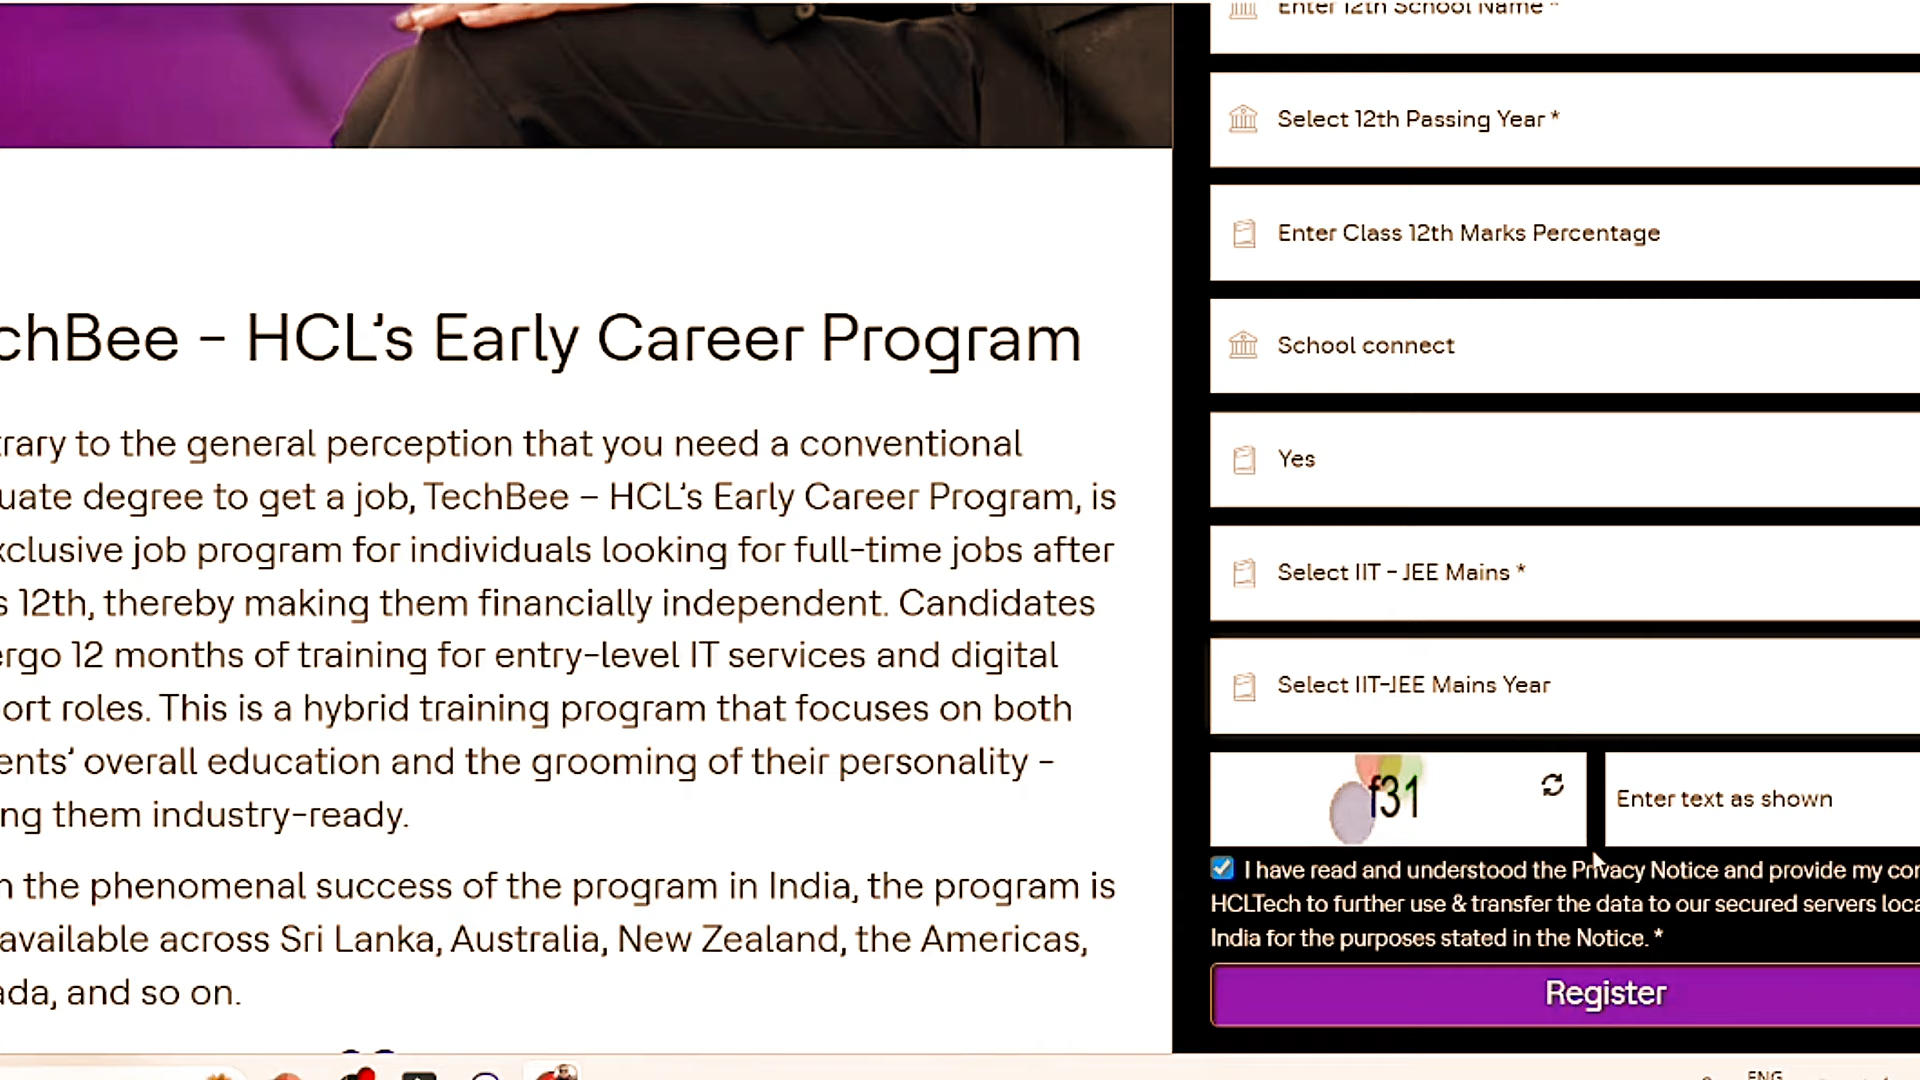 chBee - HCL's Early Career Program
rary to the general perception that you need a conventional
uate degree to get a job, TechBee – HCL's Early Career Program, is
xclusive job program for individuals looking for full-time jobs after
s 12th, thereby making them financially independent. Candidates
ergo 12 months of training for entry-level IT services and digital
ort roles. This is a hybrid training program that focuses on both
ents' overall education and the grooming of their personality -
ng them industry-ready.
n the phenomenal success of the program in India, the program is
available across Sri Lanka, Australia, New Zealand, the Americas,
ada, and so on.
Enter 12th School Name *
Select 12th Passing Year *
Enter Class 12th Marks Percentage
School connect
Yes
Select IIT - JEE Mains *
Select IIT-JEE Mains Year
f31
Enter text as shown
I have read and understood the Privacy Notice and provide my con
HCLTech to further use & transfer the data to our secured servers loca
India for the purposes stated in the Notice. *
Register
ENG